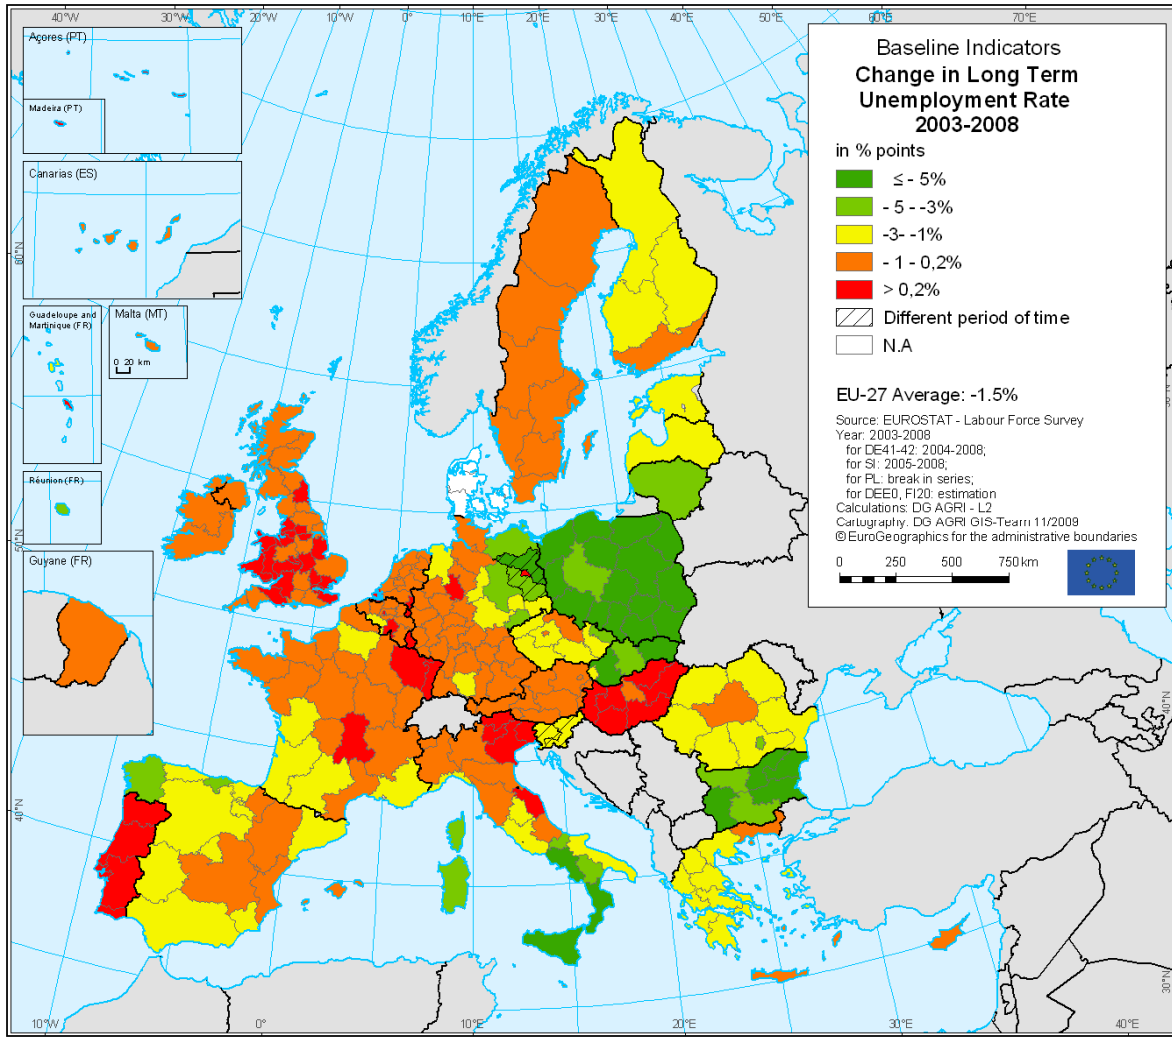 40°W
30°W
20°W
10°W
0°
10°E
20°E
30°E
40°E
50°E
60°E
70°E
Açores (PT)
Madeira (PT)
Canarias (ES)
Guadeloupe and
Martinique (FR)
Malta (MT)
0 20 km
Réunion (FR)
Guyane (FR)
60°N
50°N
40°N
40°N
30°N
10°W
0°
10°E
20°E
30°E
40°E
Baseline Indicators
Change in Long Term
Unemployment Rate
2003-2008
in % points
≤ - 5%
- 5 - -3%
-3- -1%
- 1 - 0,2%
> 0,2%
Different period of time
N.A
EU-27 Average: -1.5%
Source: EUROSTAT - Labour Force Survey
Year: 2003-2008
for DE41-42: 2004-2008;
for SI: 2005-2008;
for PL: break in series;
for DEE0, FI20: estimation
Calculations: DG AGRI - L2
Cartography: DG AGRI GIS-Team 11/2009
© EuroGeographics for the administrative boundaries
0 250 500 750 km